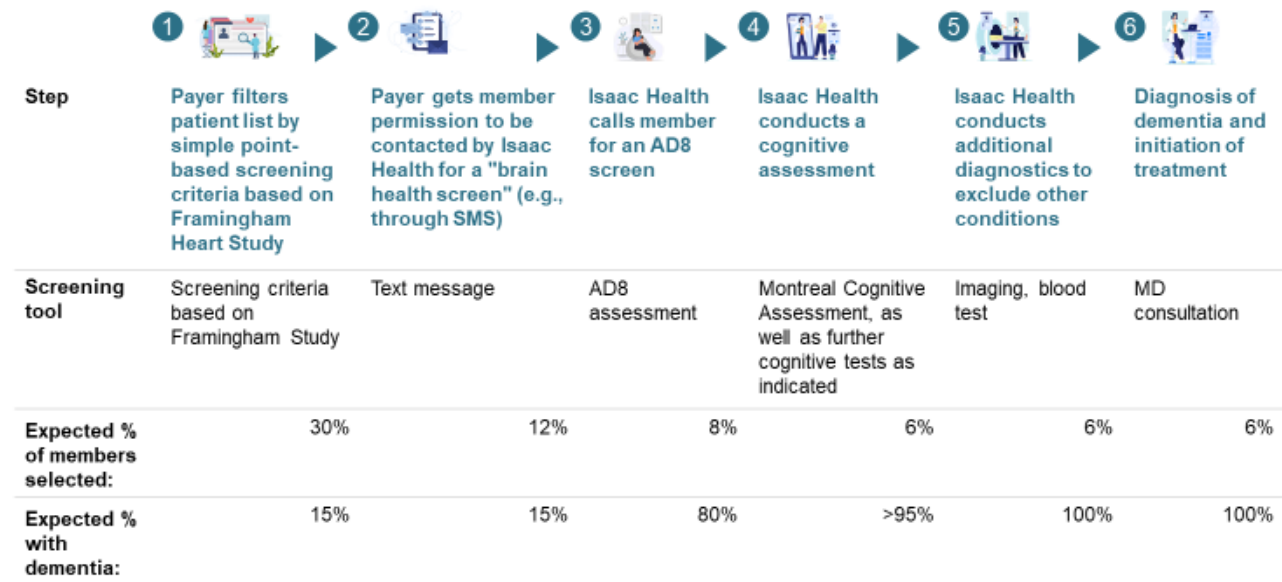 1 2 3 4 5 6
Step
Payer filters
patient list by
simple point-
based screening
criteria based on
Framingham
Heart Study
Payer gets member
permission to be
contacted by Isaac
Health for a "brain
health screen" (e.g.,
through SMS)
Isaac Health
calls member
for an AD8
screen
Isaac Health
conducts a
cognitive
assessment
Isaac Health
conducts
additional
diagnostics to
exclude other
conditions
Diagnosis of
dementia and
initiation of
treatment
Screening
tool
Screening criteria
based on
Framingham Study
Text message
AD8
assessment
Montreal Cognitive
Assessment, as
well as further
cognitive tests as
indicated
Imaging, blood
test
MD
consultation
Expected %
of members
selected:
30% 12% 8% 6% 6% 6%
Expected %
with
dementia:
15% 15% 80% >95% 100% 100%